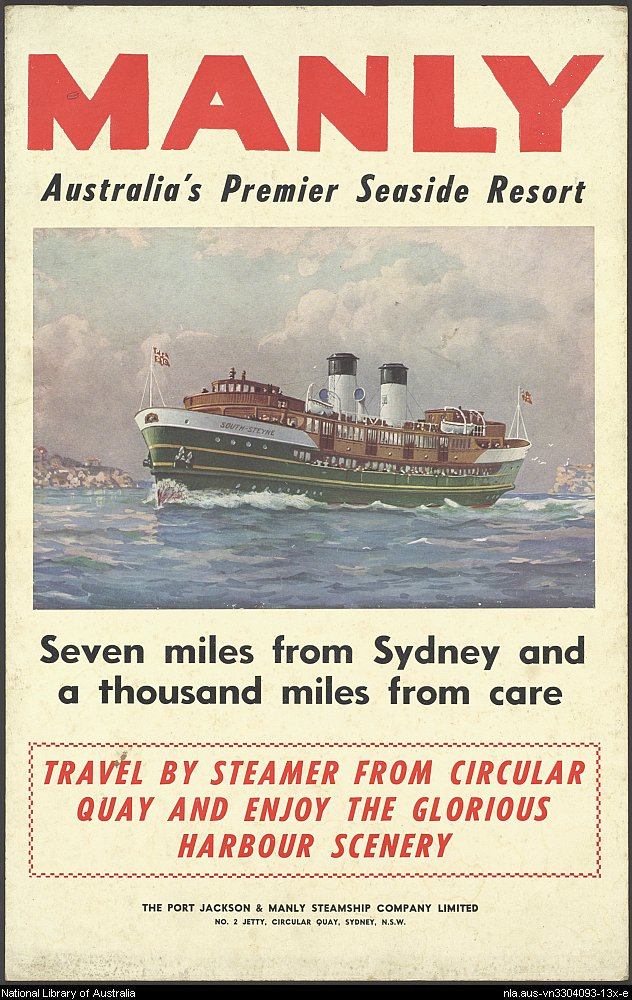 MANLY
Australia's Premier Seaside Resort
SOUTH-STEYNE
Seven miles from Sydney and
a thousand miles from care
TRAVEL BY STEAMER FROM CIRCULAR
QUAY AND ENJOY THE GLORIOUS
HARBOUR SCENERY
THE PORT JACKSON & MANLY STEAMSHIP COMPANY LIMITED
NO. 2 JETTY, CIRCULAR QUAY, SYDNEY, N.S.W.
National Library of Australia
nla.aus-vn3304093-13x-e